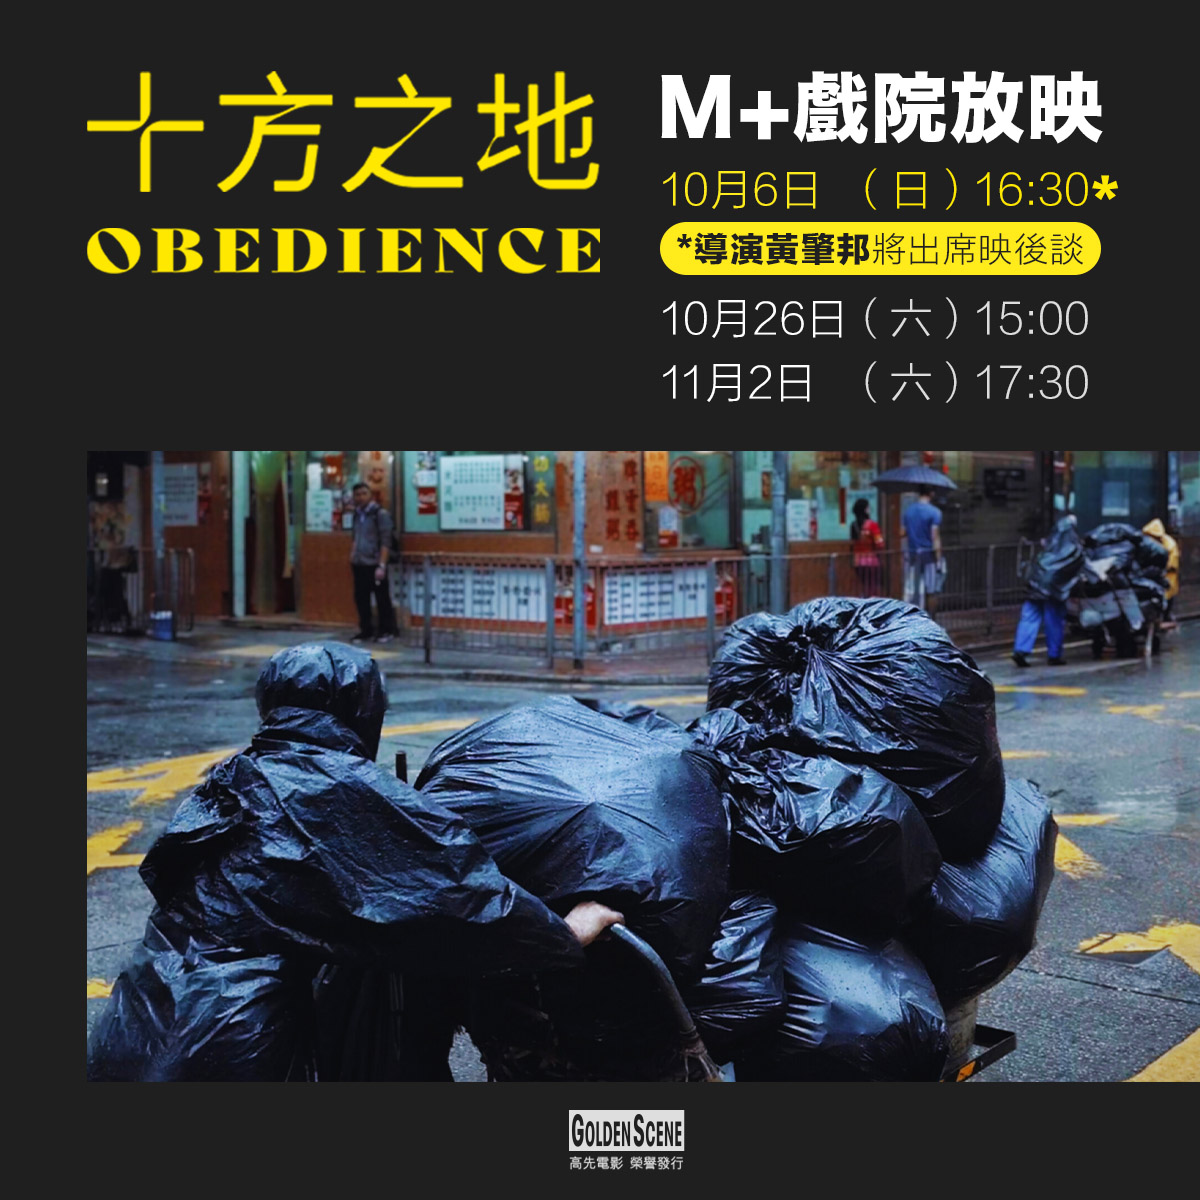 十方之地
OBEDIENCE
M+戲院放映
10月6日 （日）16:30*
*導演黃肇邦將出席映後談
10月26日（六）15:00
11月2日 （六）17:30
粥
GOLDEN SCENE
高先電影 榮譽發行